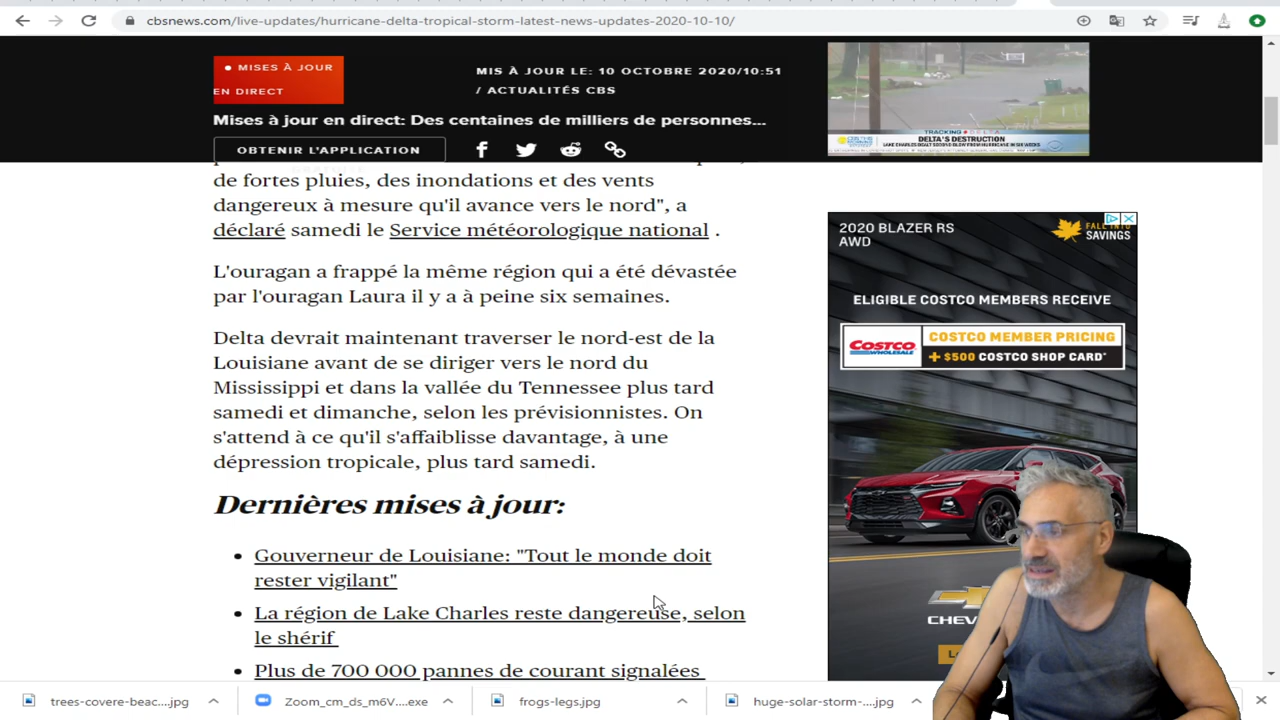 cbsnews.com/live-updates/hurricane-delta-tropical-storm-latest-news-updates-2020-10-10/
MISES À JOUR
EN DIRECT
MIS À JOUR LE: 10 OCTOBRE 2020/10:51
/ ACTUALITÉS CBS
Mises à jour en direct: Des centaines de milliers de personnes...
OBTENIR L'APPLICATION
TRACKING DELTA
DELTA'S DESTRUCTION
LAKE CHARLES DEALT SECOND BLOW FROM HURRICANE IN SIX WEEKS
de fortes pluies, des inondations et des vents
dangereux à mesure qu'il avance vers le nord", a
déclaré samedi le Service météorologique national .
L'ouragan a frappé la même région qui a été dévastée
par l'ouragan Laura il y a à peine six semaines.
Delta devrait maintenant traverser le nord-est de la
Louisiane avant de se diriger vers le nord du
Mississippi et dans la vallée du Tennessee plus tard
samedi et dimanche, selon les prévisionnistes. On
s'attend à ce qu'il s'affaiblisse davantage, à une
dépression tropicale, plus tard samedi.
Dernières mises à jour:
Gouverneur de Louisiane: "Tout le monde doit
rester vigilant"
La région de Lake Charles reste dangereuse, selon
le shérif
Plus de 700 000 pannes de courant signalées
2020 BLAZER RS
AWD
FALL INTO
SAVINGS
ELIGIBLE COSTCO MEMBERS RECEIVE
COSTCO WHOLESALE
COSTCO MEMBER PRICING
+ $500 COSTCO SHOP CARD*
CHEV
trees-covere-beac...jpg
Zoom_cm_ds_m6V....exe
frogs-legs.jpg
huge-solar-storm-...jpg